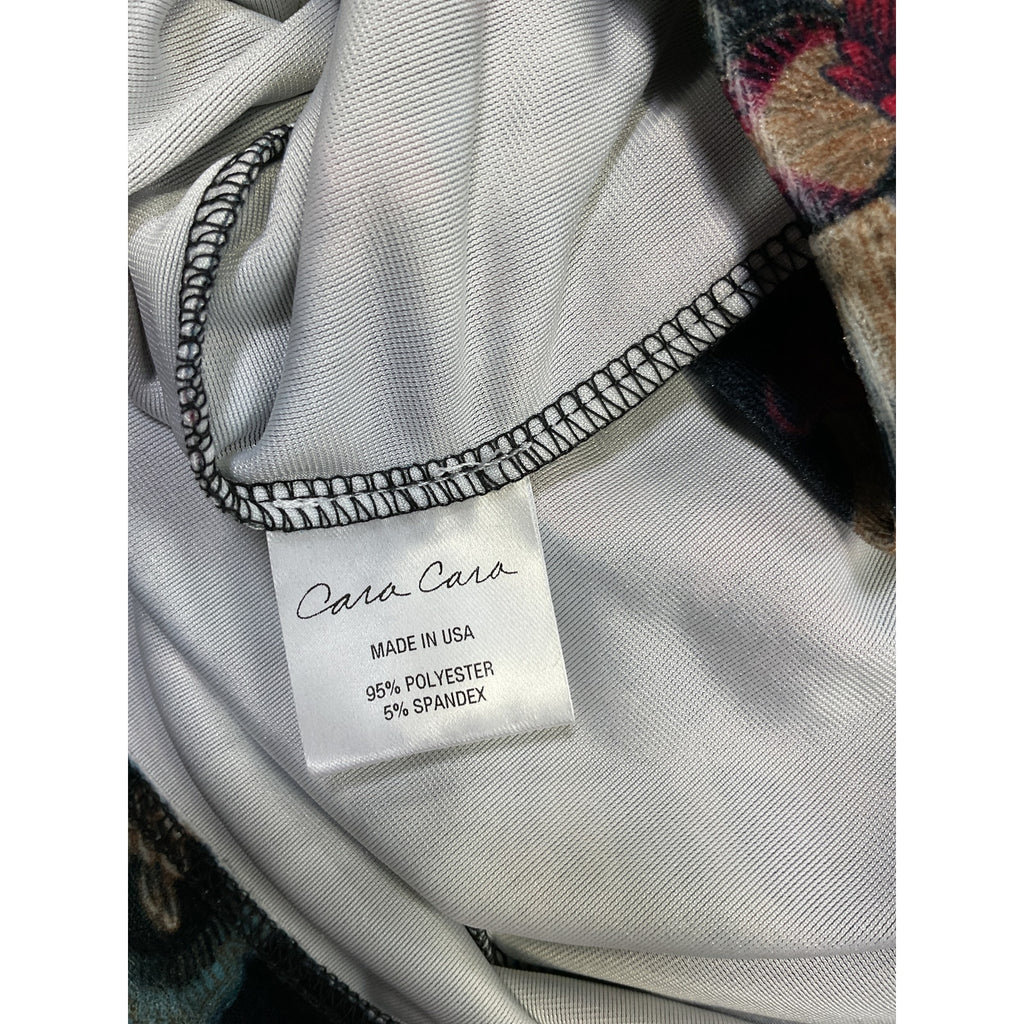 Cara Cara
MADE IN USA
95% POLYESTER
5% SPANDEX